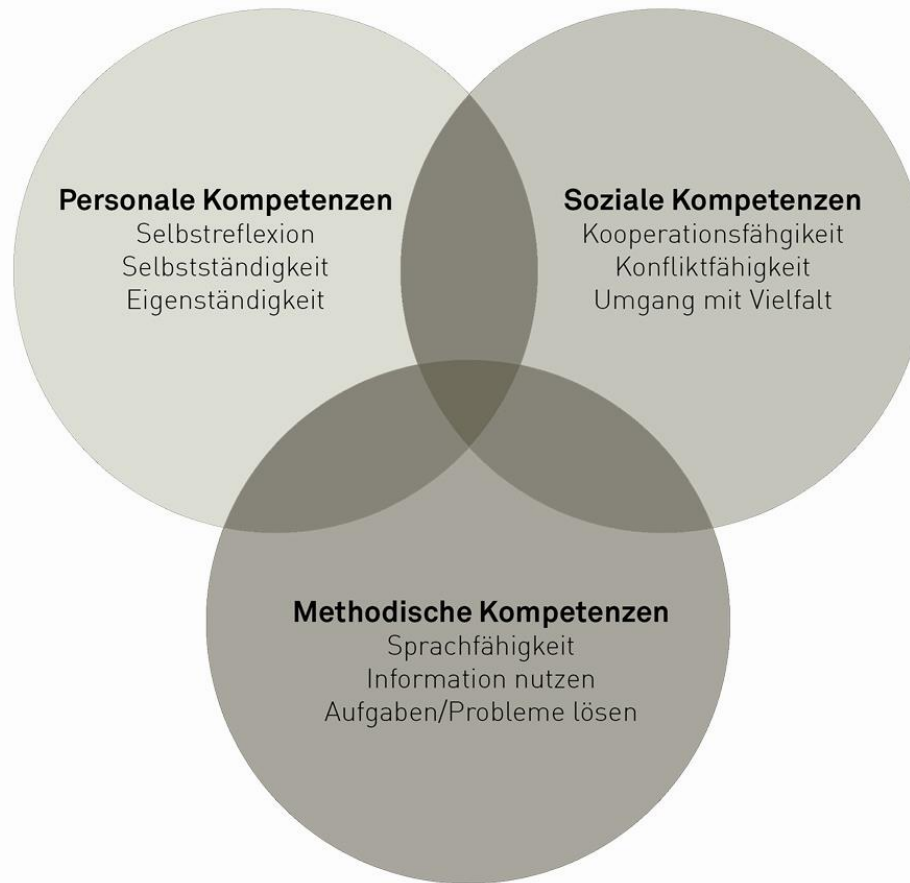 Personale Kompetenzen
Selbstreflexion
Selbstständigkeit
Eigenständigkeit
Soziale Kompetenzen
Kooperationsfähgikeit
Konfliktfähigkeit
Umgang mit Vielfalt
Methodische Kompetenzen
Sprachfähigkeit
Information nutzen
Aufgaben/Probleme lösen